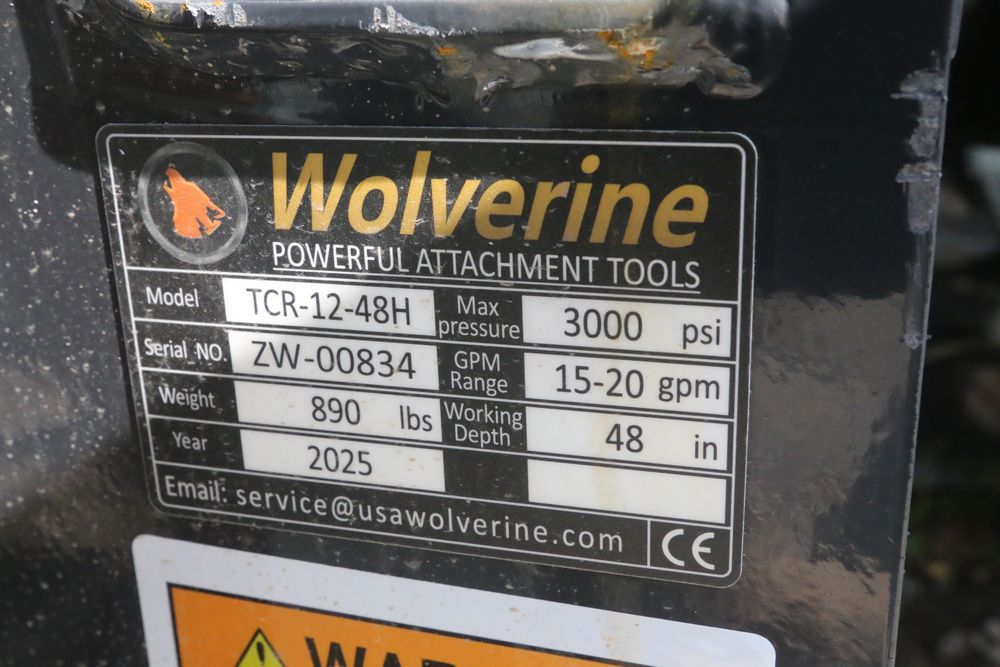 Wolverine
POWERFUL ATTACHMENT TOOLS
Model TCR-12-48H Max pressure 3000 psi
Serial NO. ZW-00834 GPM Range 15-20 gpm
Weight 890 lbs Working Depth 48 in
Year 2025
Email: service@usawolverine.com CE